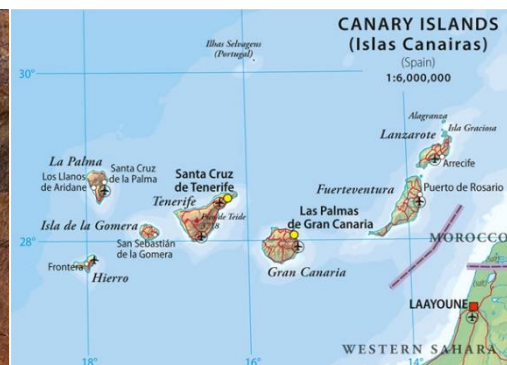 CANARY ISLANDS
(Islas Canairas)
(Spain)
1:6,000,000
Ilhas Selvagens
(Portugal)
30°
Alagranza
Isla Graciosa
Lanzarote
Arrecife
La Palma
Los Llanos
de Aridane
Santa Cruz
de la Palma
Santa Cruz
de Tenerife
Tenerife
Pico de Teide
3718
Fuerteventura
Puerto de Rosario
Las Palmas
de Gran Canaria
Isla de la Gomera
28°
San Sebastián
de la Gomera
Gran Canaria
MOROCCO
Frontera
Hierro
LAAYOUNE
WESTERN SAHARA
18°
16°
14°